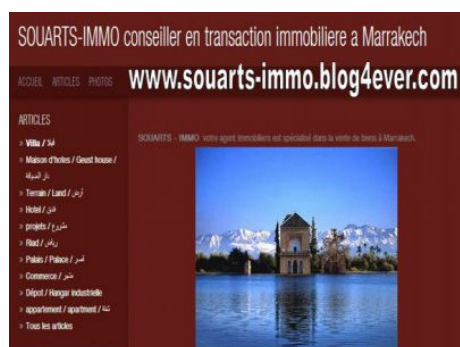 SOUARTS-IMMO conseiller en transaction immobiliere a Marrakech
ACCUEIL ARTICLES PHOTOS
www.souarts-immo.blog4ever.com
ARTICLES
SOUARTS - IMMO votre agent immobiliers est spécialisé dans la vente de biens à Marrakech.
» Villa / فيلا
» Maison d'hotes / Geust house /
دار الضيافة
» Terrain / Land / أرض
» Hotel / فندق
» projets / مشروع
» Riad / رياض
» Palais / Palace / قصر
» Commerce / متجر
» Dépot / Hangar industrielle
» appartement / apartment / شقة
» Tous les articles